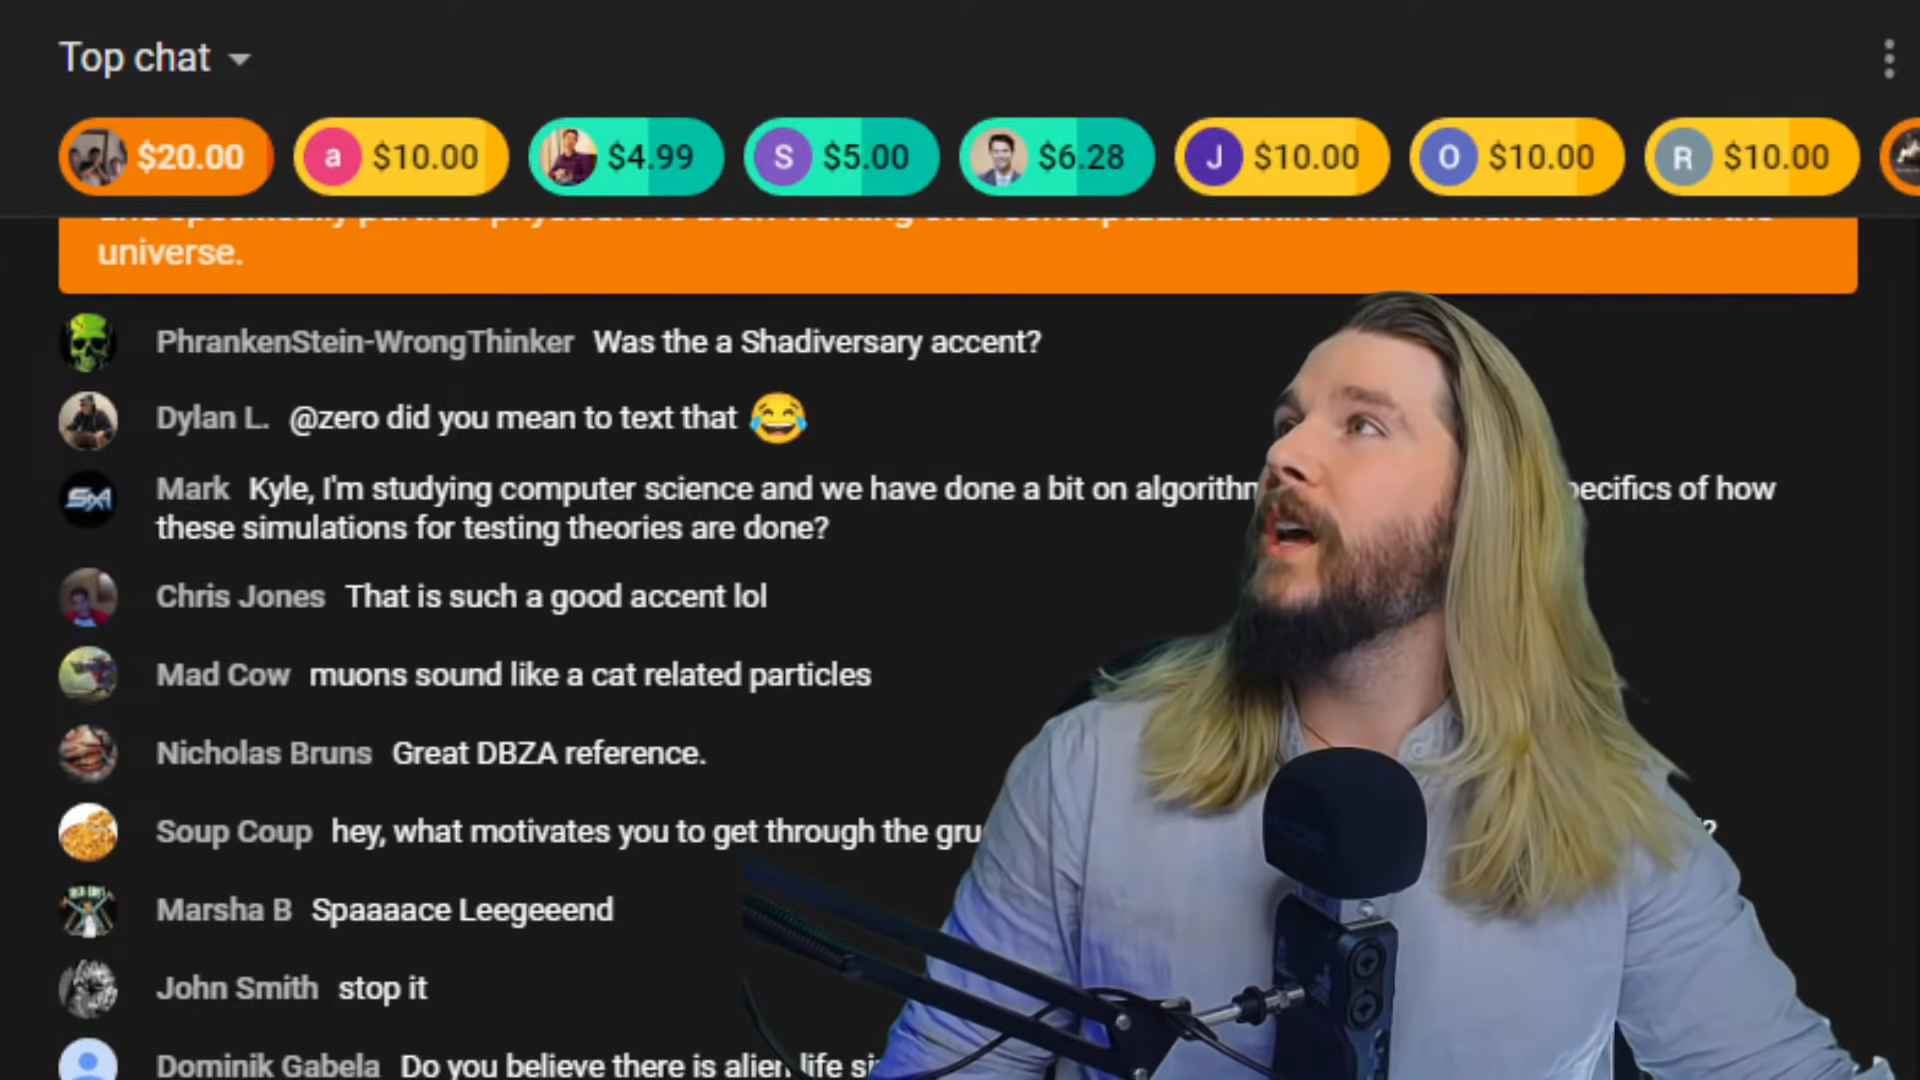 Top chat
$20.00
a $10.00
$4.99
S $5.00
$6.28
J $10.00
O $10.00
R $10.00
universe.
PhrankenStein-WrongThinker Was the a Shadiversary accent?
Dylan L. @zero did you mean to text that 😂
Mark Kyle, I'm studying computer science and we have done a bit on of how
these simulations for testing theories are done?
Chris Jones That is such a good accent lol
Mad Cow muons sound like a cat related particles
Nicholas Bruns Great DBZA reference.
Soup Coup hey, what motivates you to get through the ?
Marsha B Spaaaace Leegeeend
John Smith stop it
Dominik Gabela Do you believe there is alien life